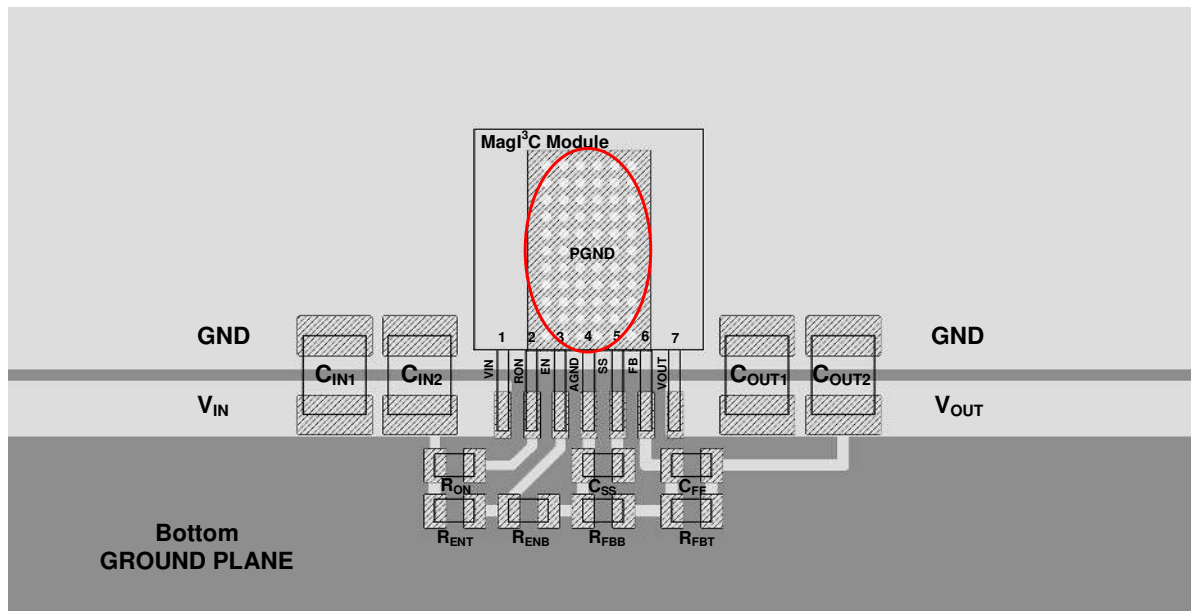 MagI³C Module
PGND
1 2 3 4 5 6 7
GND
GND
VIN
RON
EN
AGND
SS
FB
VOUT
CIN1
CIN2
COUT1
COUT2
VIN
VOUT
RON
CSS
CFF
RENT
RENB
RFBB
RFBT
Bottom
GROUND PLANE